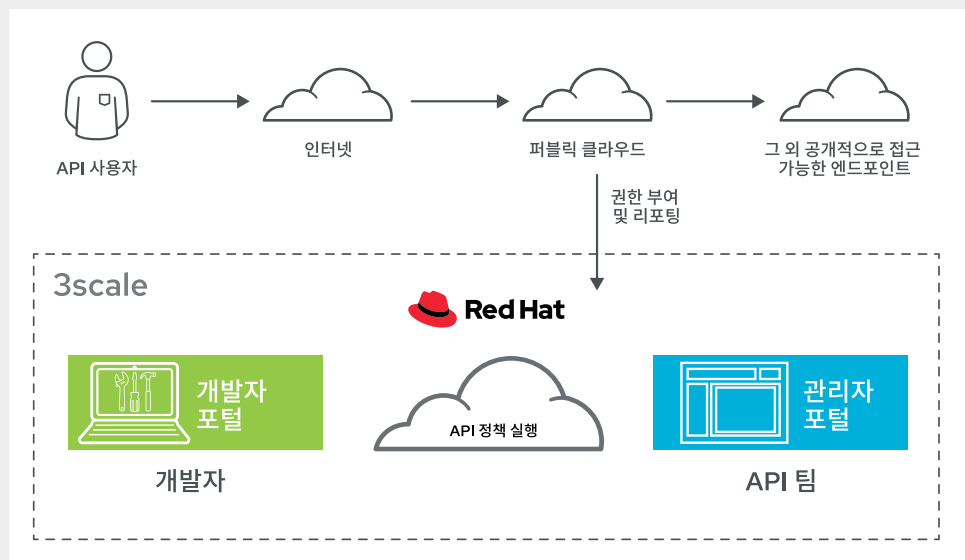 API 사용자
인터넷
퍼블릭 클라우드
그 외 공개적으로 접근
가능한 엔드포인트
권한 부여
및 리포팅
3scale
Red Hat
개발자
포털
개발자
API 정책 실행
관리자
포털
API 팀